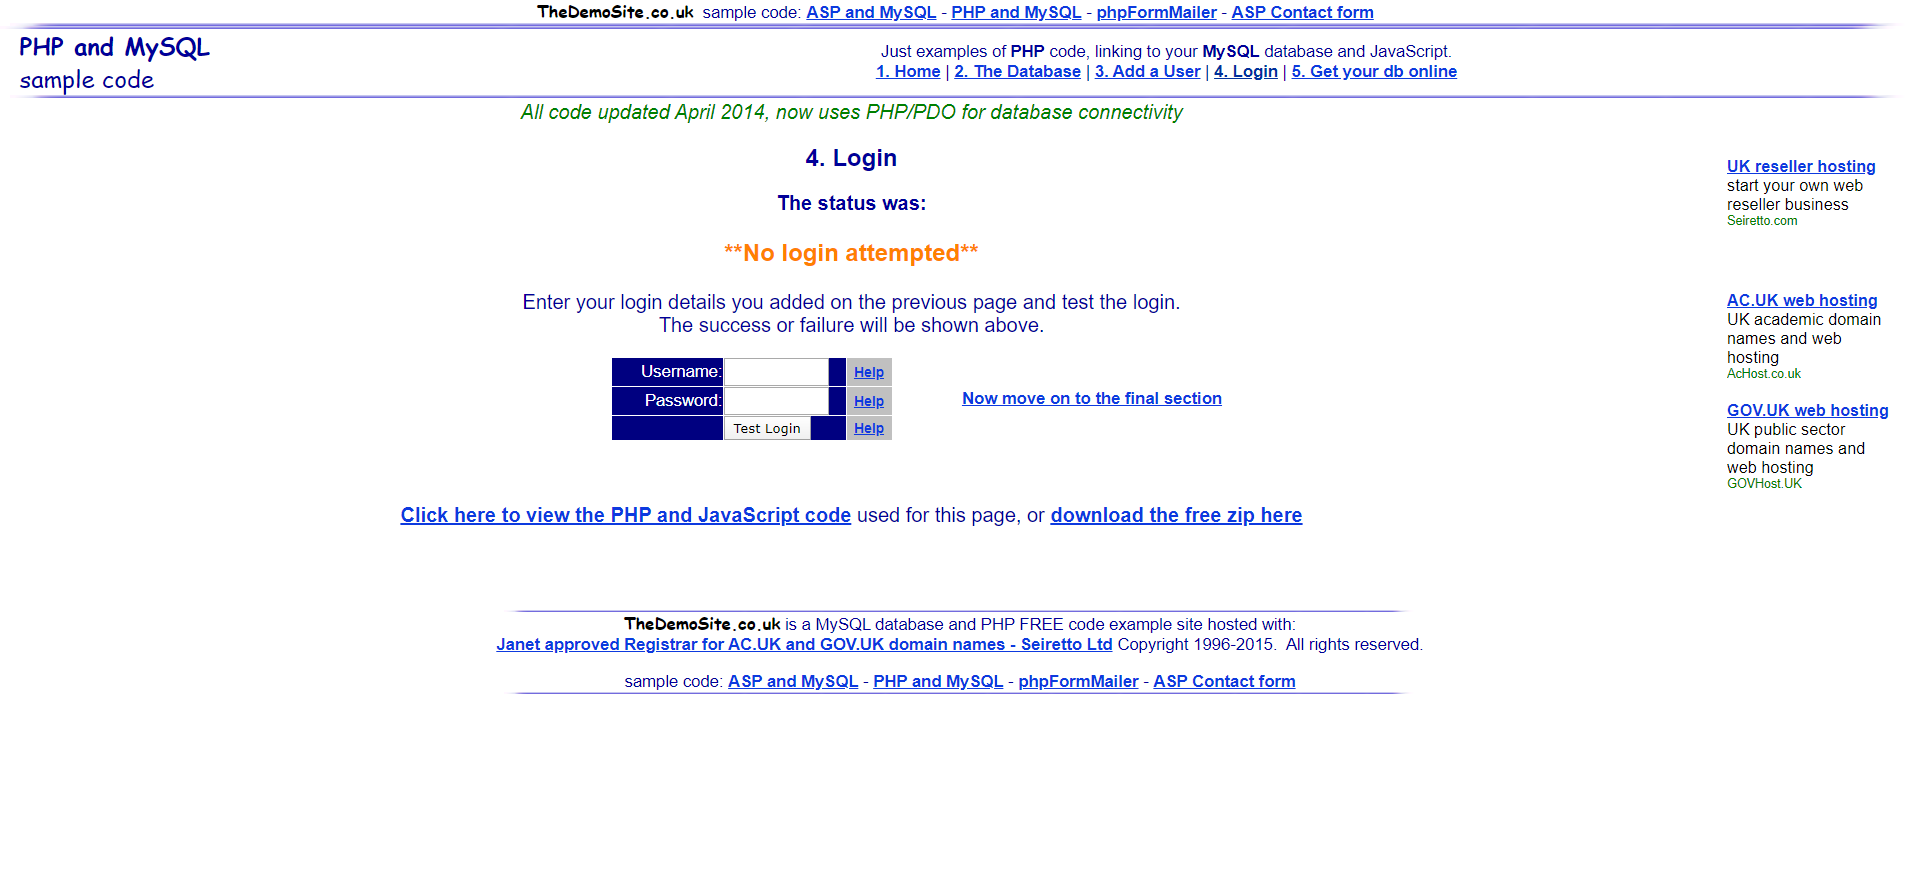 TheDemoSite.co.uk sample code: ASP and MySQL - PHP and MySQL - phpFormMailer - ASP Contact form
PHP and MySQL
sample code
Just examples of PHP code, linking to your MySQL database and JavaScript.
1. Home | 2. The Database | 3. Add a User | 4. Login | 5. Get your db online
All code updated April 2014, now uses PHP/PDO for database connectivity
4. Login
The status was:
**No login attempted**
Enter your login details you added on the previous page and test the login.
The success or failure will be shown above.
Username: Help
Password: Help
Test Login Help
Now move on to the final section
Click here to view the PHP and JavaScript code used for this page, or download the free zip here
UK reseller hosting
start your own web
reseller business
Seiretto.com
AC.UK web hosting
UK academic domain
names and web
hosting
AcHost.co.uk
GOV.UK web hosting
UK public sector
domain names and
web hosting
GOVHost.UK
TheDemoSite.co.uk is a MySQL database and PHP FREE code example site hosted with:
Janet approved Registrar for AC.UK and GOV.UK domain names - Seiretto Ltd Copyright 1996-2015. All rights reserved.
sample code: ASP and MySQL - PHP and MySQL - phpFormMailer - ASP Contact form